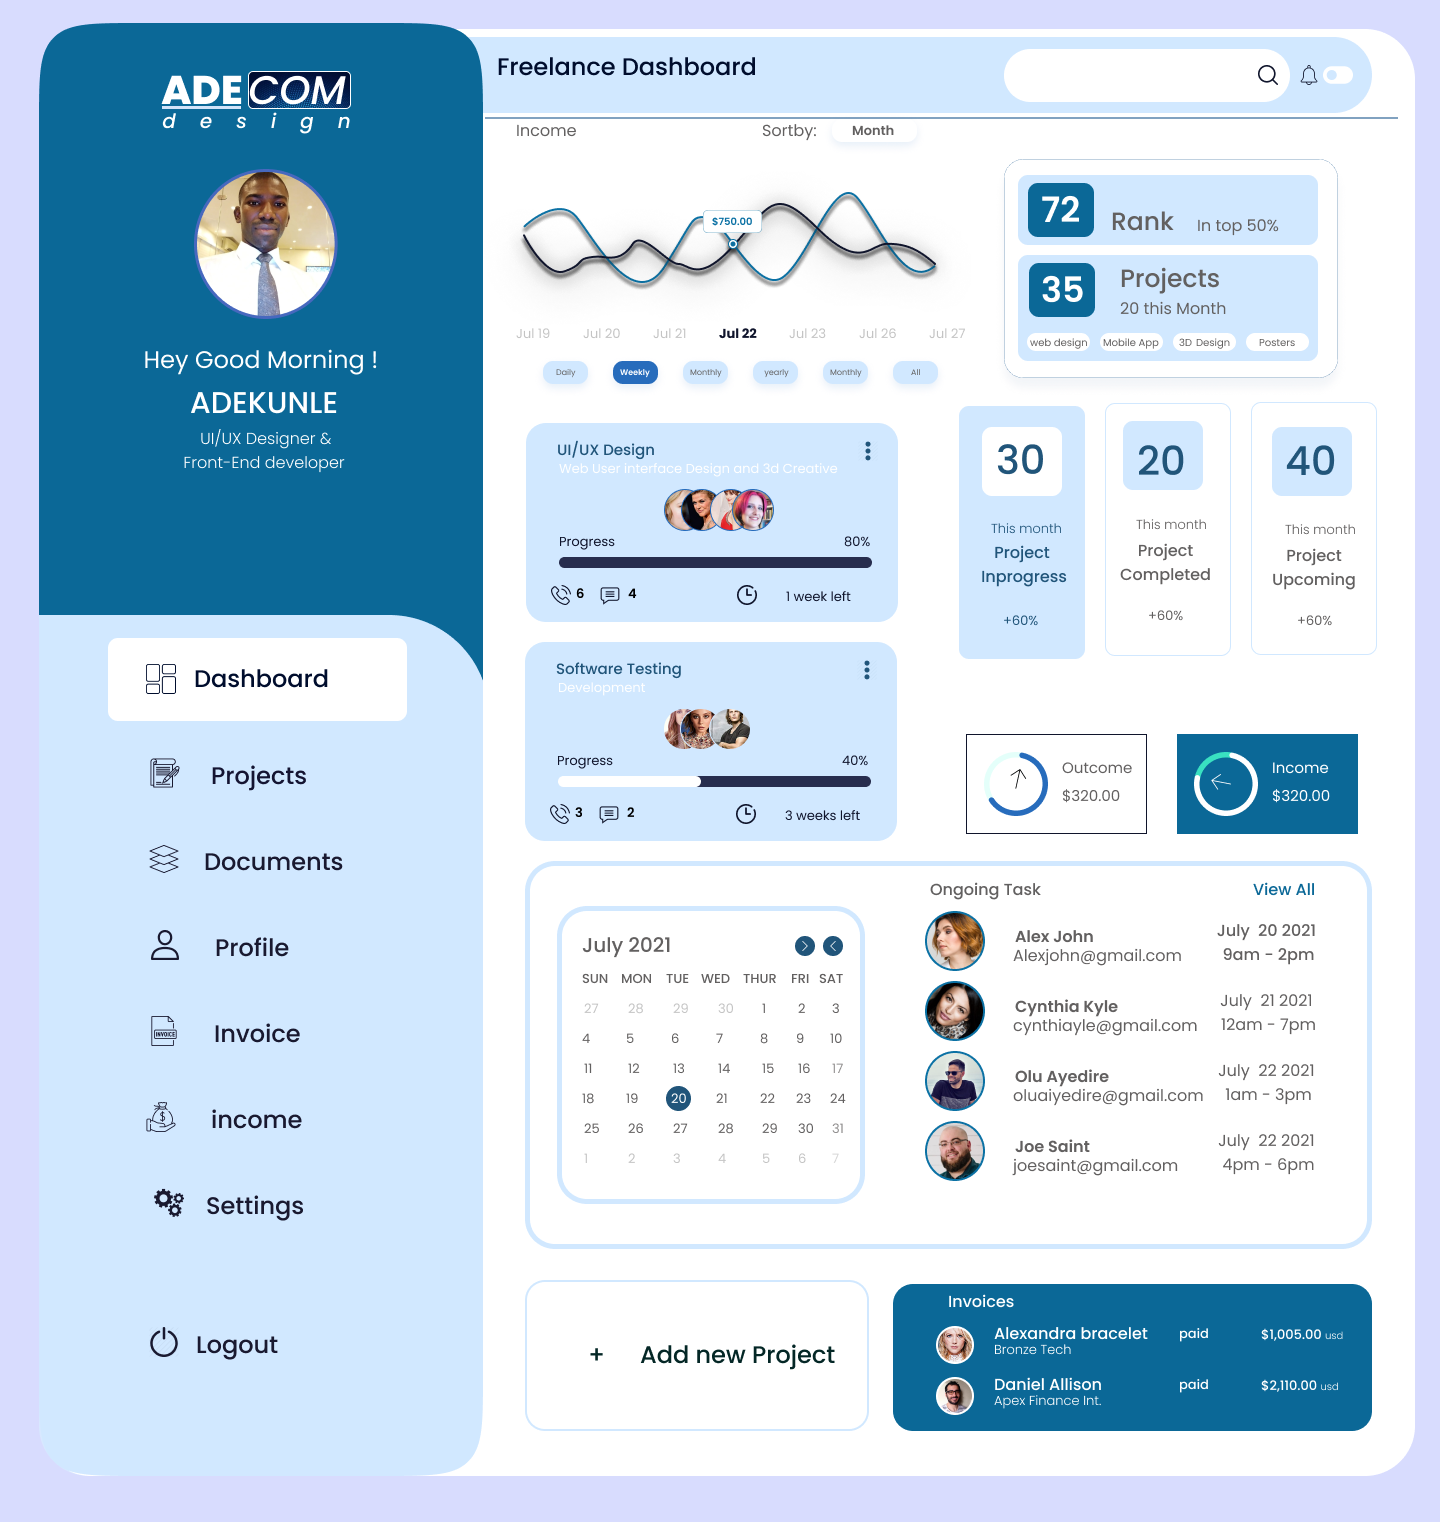 ADECOM
design
Hey Good Morning !
ADEKUNLE
UI/UX Designer &
Front-End developer
Dashboard
Projects
Documents
Profile
INVOICE
Invoice
$
income
Settings
Logout
Freelance Dashboard
Income
Sortby:
Month
$750.00
Jul 19
Jul 20
Jul 21
Jul 22
Jul 23
Jul 26
Jul 27
Daily
Weekly
Monthly
yearly
Monthly
All
72
Rank
In top 50%
35
Projects
20 this Month
web design
Mobile App
3D Design
Posters
UI/UX Design
Web User interface Design and 3d Creative
Progress
80%
6
4
1 week left
Software Testing
Development
Progress
40%
3
2
3 weeks left
30
This month
Project
Inprogress
+60%
20
This month
Project
Completed
+60%
40
This month
Project
Upcoming
+60%
Outcome
$320.00
Income
$320.00
July 2021
SUN MON TUE WED THUR FRI SAT
27 28 29 30 1 2 3
4 5 6 7 8 9 10
11 12 13 14 15 16 17
18 19 20 21 22 23 24
25 26 27 28 29 30 31
1 2 3 4 5 6 7
Ongoing Task
View All
Alex John
Alexjohn@gmail.com
July 20 2021
9am - 2pm
Cynthia Kyle
cynthiayle@gmail.com
July 21 2021
12am - 7pm
Olu Ayedire
oluaiyedire@gmail.com
July 22 2021
1am - 3pm
Joe Saint
joesaint@gmail.com
July 22 2021
4pm - 6pm
+ Add new Project
Invoices
Alexandra bracelet
Bronze Tech
paid
$1,005.00 usd
Daniel Allison
Apex Finance Int.
paid
$2,110.00 usd